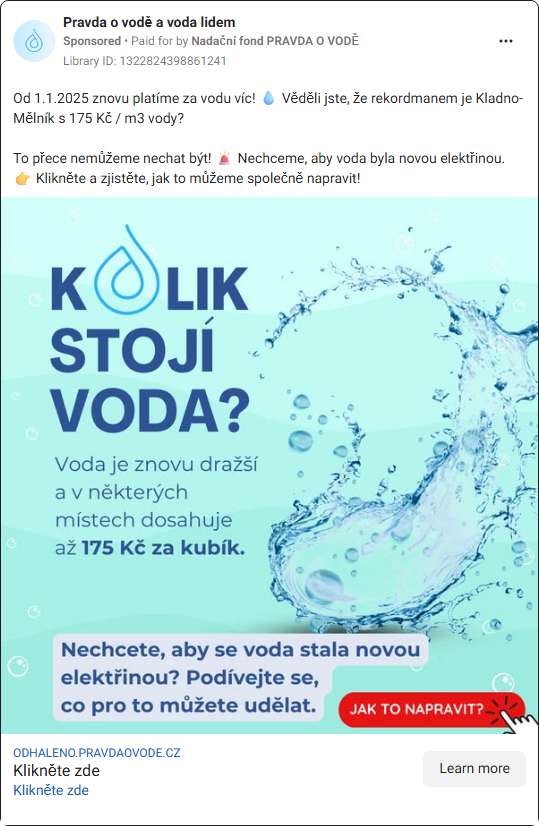 Pravda o vodě a voda lidem
Sponsored • Paid for by Nadační fond PRAVDA O VODĚ
Library ID: 1322824398861241
Od 1.1.2025 znovu platíme za vodu víc! 💧 Věděli jste, že rekordmanem je Kladno-
Mělník s 175 Kč / m3 vody?
To přece nemůžeme nechat být! 🚨 Nechceme, aby voda byla novou elektřinou.
👉 Klikněte a zjistěte, jak to můžeme společně napravit!
KOLIK
STOJÍ
VODA?
Voda je znovu dražší
a v některých
místech dosahuje
až 175 Kč za kubík.
Nechcete, aby se voda stala novou
elektřinou? Podívejte se,
co pro to můžete udělat.
JAK TO NAPRAVIT?
ODHALENO.PRAVDAOVODE.CZ
Klikněte zde
Klikněte zde
Learn more